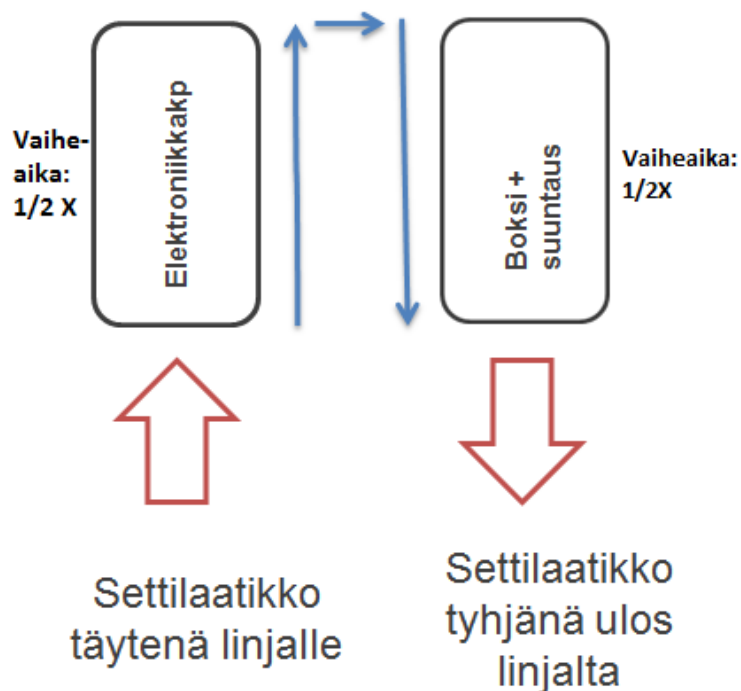 Vaihe-
aika:
1/2 X
Elektroniikkakp
Boksi +
suuntaus
Vaiheaika:
1/2X
Settilaatikko
täytenä linjalle
Settilaatikko
tyhjänä ulos
linjalta